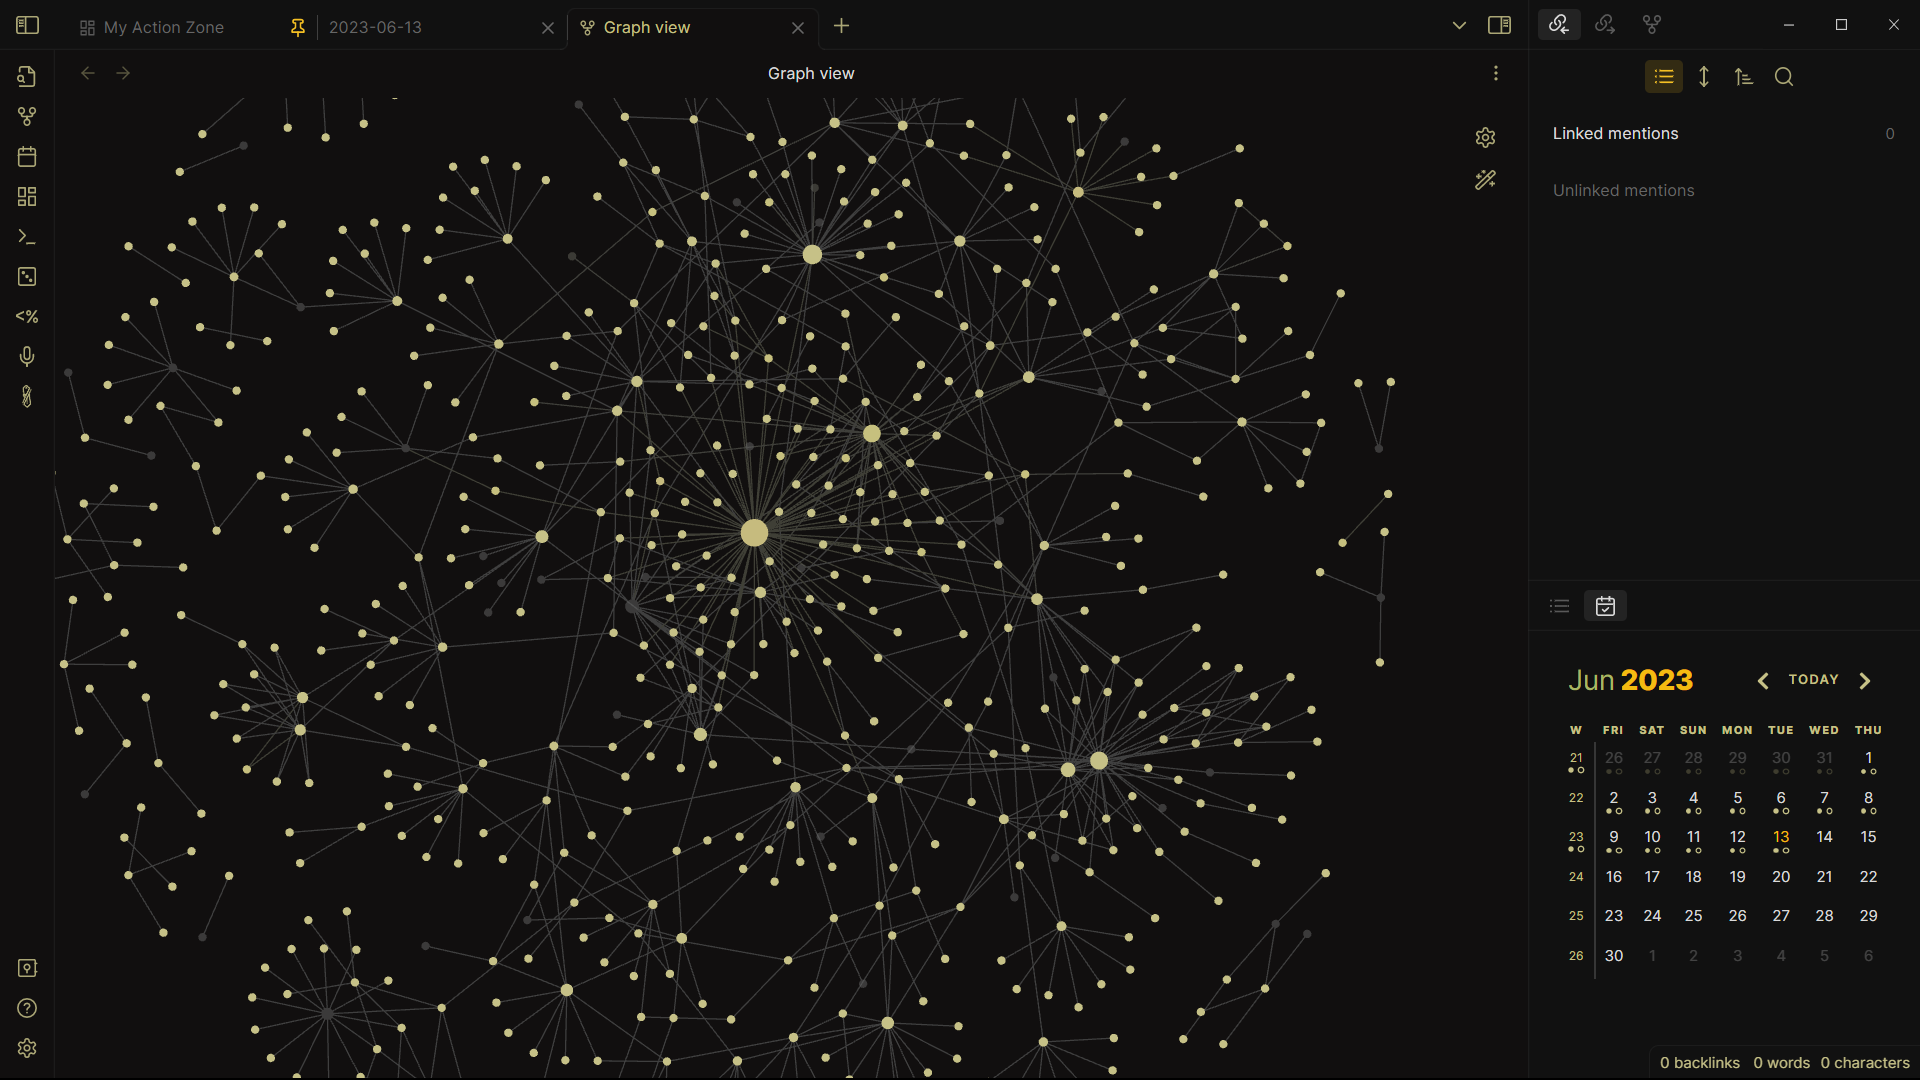 My Action Zone
2023-06-13
Graph view
Graph view
<%
Linked mentions 0
Unlinked mentions
Jun 2023
TODAY
W FRI SAT SUN MON TUE WED THU
21 26 27 28 29 30 31 1
22 2 3 4 5 6 7 8
23 9 10 11 12 13 14 15
24 16 17 18 19 20 21 22
25 23 24 25 26 27 28 29
26 30 1 2 3 4 5 6
0 backlinks 0 words 0 characters